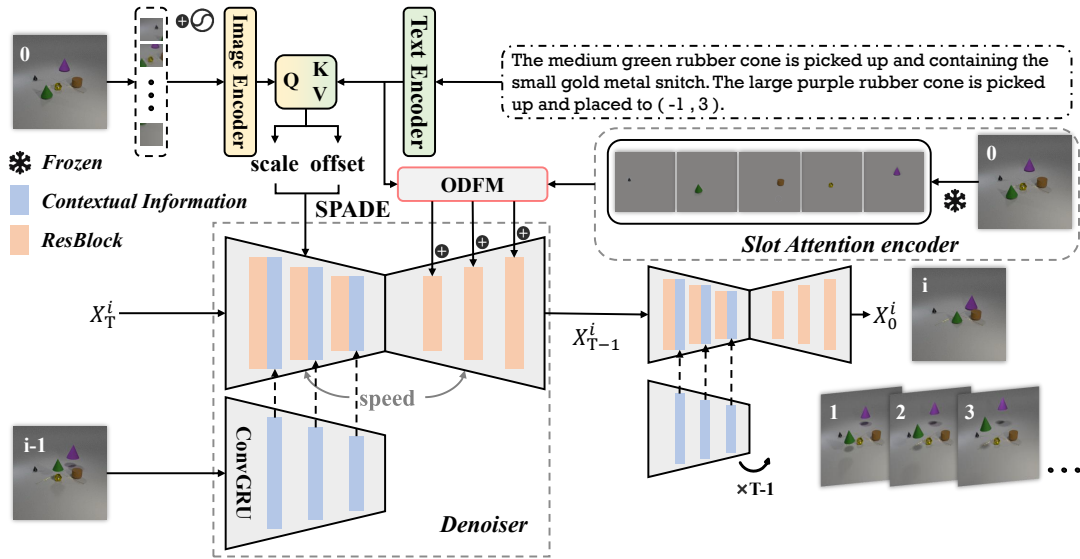 0
Image Encoder
Q
K
V
Text Encoder
The medium green rubber cone is picked up and containing the
small gold metal snitch. The large purple rubber cone is picked
up and placed to ( -1 , 3 ).
Frozen
Contextual Information
ResBlock
scale offset
SPADE
ODFM
0
Slot Attention encoder
X_T^i
X_{T-1}^i
X_0^i
i
speed
i-1
ConvGRU
Denoiser
×T-1
1
2
3